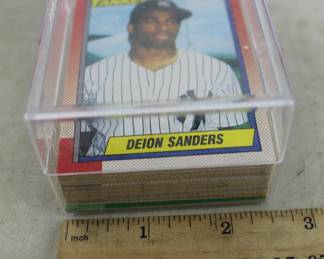 DEION SANDERS
1 2 3
inch